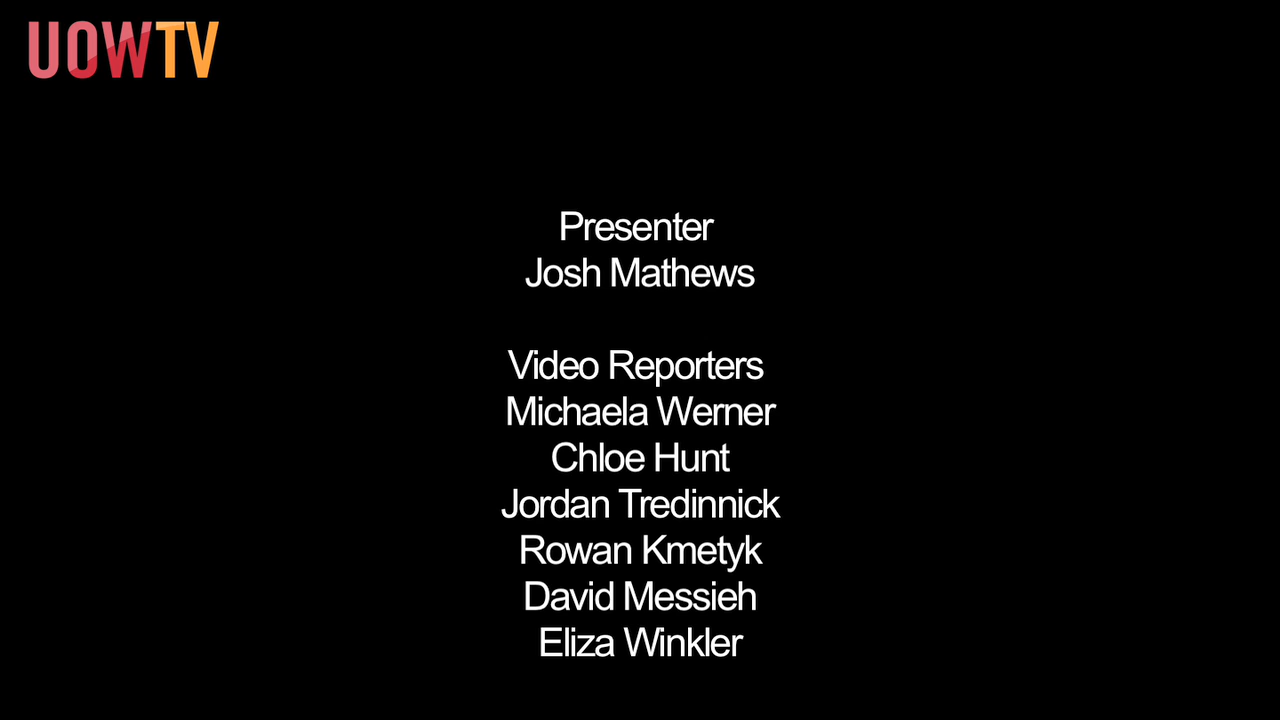 UOWTV
Presenter
Josh Mathews
Video Reporters
Michaela Werner
Chloe Hunt
Jordan Tredinnick
Rowan Kmetyk
David Messieh
Eliza Winkler